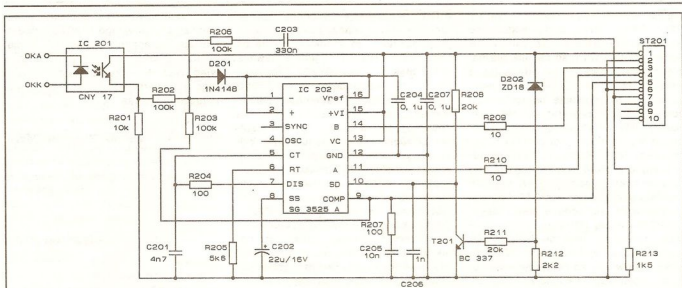 R206
100k
C203
330n
ST201
IC 201
OKA
OKK
CNY 17
D201
1N4148
IC 202
R202
100k
R201
10k
R203
100k
1 - Vref 16
2 + +VI 15
3 SYNC B 14
4 OSC VC 13
5 CT GND 12
6 RT A 11
7 DIS SD 10
8 SS COMP 9
SG 3525 A
C204
0,1u
C207
0,1u
R208
20k
D202
ZD18
1
2
3
4
5
6
7
8
9
10
R209
10
R210
10
R204
100
C201
4n7
R205
5k6
C202
22u/16V
R207
100
C205
10n
1n
C206
T201
BC 337
R211
20k
R212
2k2
R213
1k5